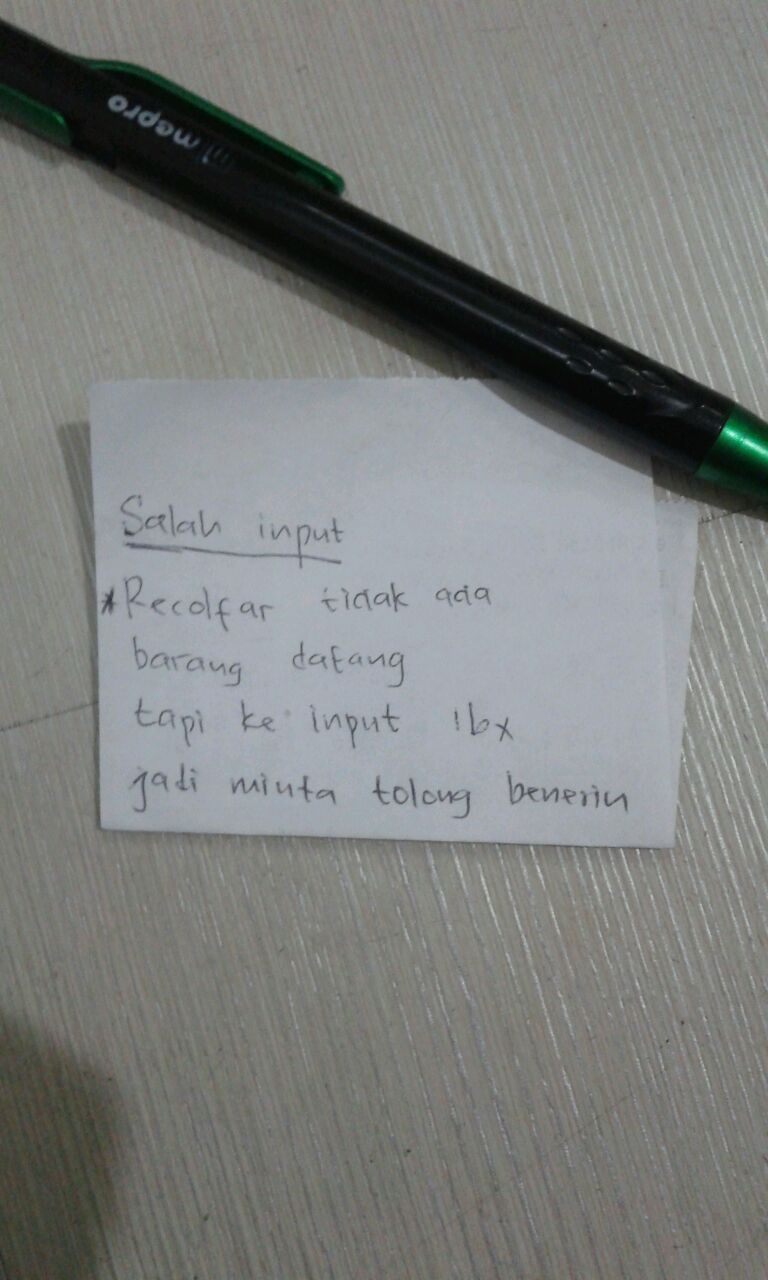 mepro
Salah input
*Recolfar tidak ada
barang datang
tapi ke input 1bx
jadi minta tolong benerin